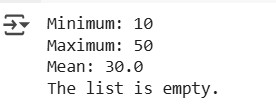 Minimum: 10
Maximum: 50
Mean: 30.0
The list is empty.